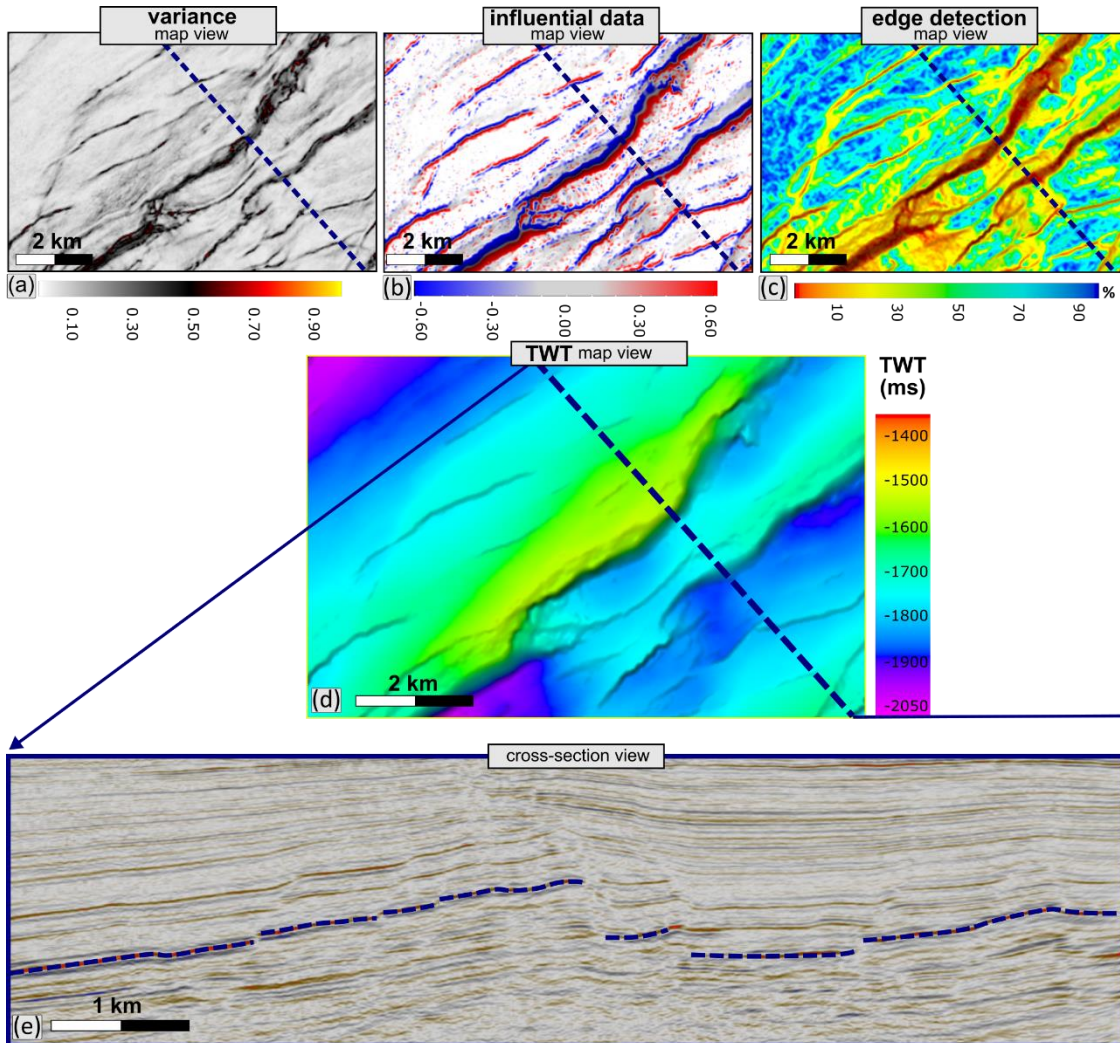 variance
map view
influential data
map view
edge detection
map view
2 km
2 km
2 km
(a)
(b)
(c)
0.10
0.30
0.50
0.70
0.90
-0.60
-0.30
0.00
0.30
0.60
10
30
50
70
90
%
TWT map view
TWT
(ms)
-1400
-1500
-1600
-1700
-1800
-1900
-2050
2 km
(d)
cross-section view
1 km
(e)